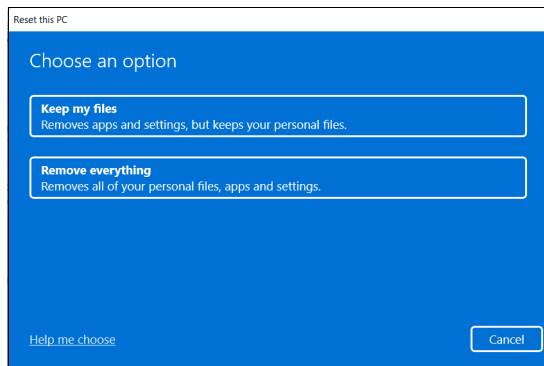 Reset this PC
Choose an option
Keep my files
Removes apps and settings, but keeps your personal files.
Remove everything
Removes all of your personal files, apps and settings.
Help me choose
Cancel